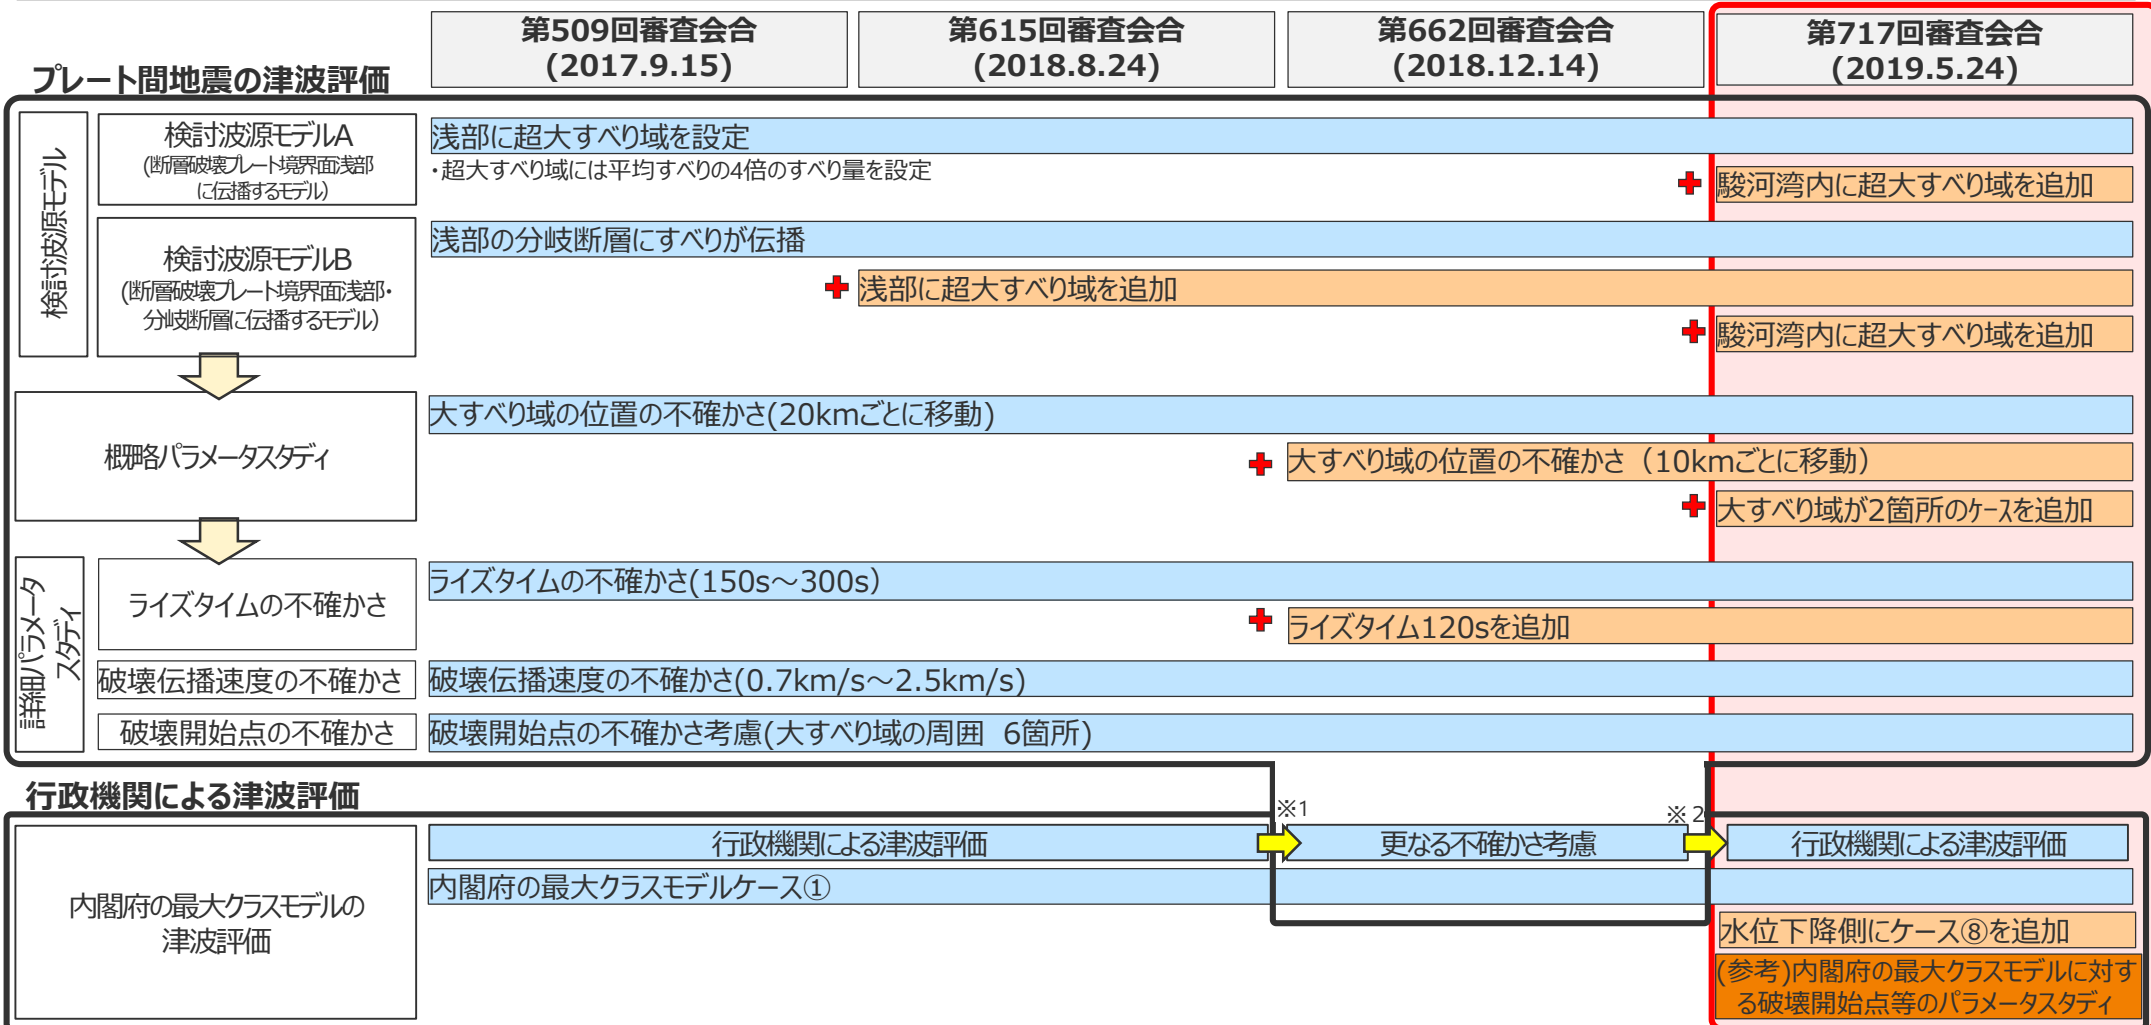 第509回審査会合
(2017.9.15)
第615回審査会合
(2018.8.24)
第662回審査会合
(2018.12.14)
第717回審査会合
(2019.5.24)
プレート間地震の津波評価
検討波源モデル
検討波源モデルA
(断層破壊プレート境界面浅部
に伝播するモデル)
浅部に超大すべり域を設定
・超大すべり域には平均すべりの4倍のすべり量を設定
駿河湾内に超大すべり域を追加
検討波源モデルB
(断層破壊プレート境界面浅部・
分岐断層に伝播するモデル)
浅部の分岐断層にすべりが伝播
浅部に超大すべり域を追加
駿河湾内に超大すべり域を追加
概略パラメータスタディ
大すべり域の位置の不確かさ(20kmごとに移動)
大すべり域の位置の不確かさ（10kmごとに移動）
大すべり域が2箇所のケースを追加
詳細パラメータ
スタディ
ライズタイムの不確かさ
ライズタイムの不確かさ(150s～300s)
ライズタイム120sを追加
破壊伝播速度の不確かさ
破壊伝播速度の不確かさ(0.7km/s～2.5km/s)
破壊開始点の不確かさ
破壊開始点の不確かさ考慮(大すべり域の周囲 6箇所)
行政機関による津波評価
※1
※2
内閣府の最大クラスモデルの
津波評価
行政機関による津波評価
更なる不確かさ考慮
行政機関による津波評価
内閣府の最大クラスモデルケース①
水位下降側にケース⑧を追加
(参考)内閣府の最大クラスモデルに対す
る破壊開始点等のパラメータスタディ